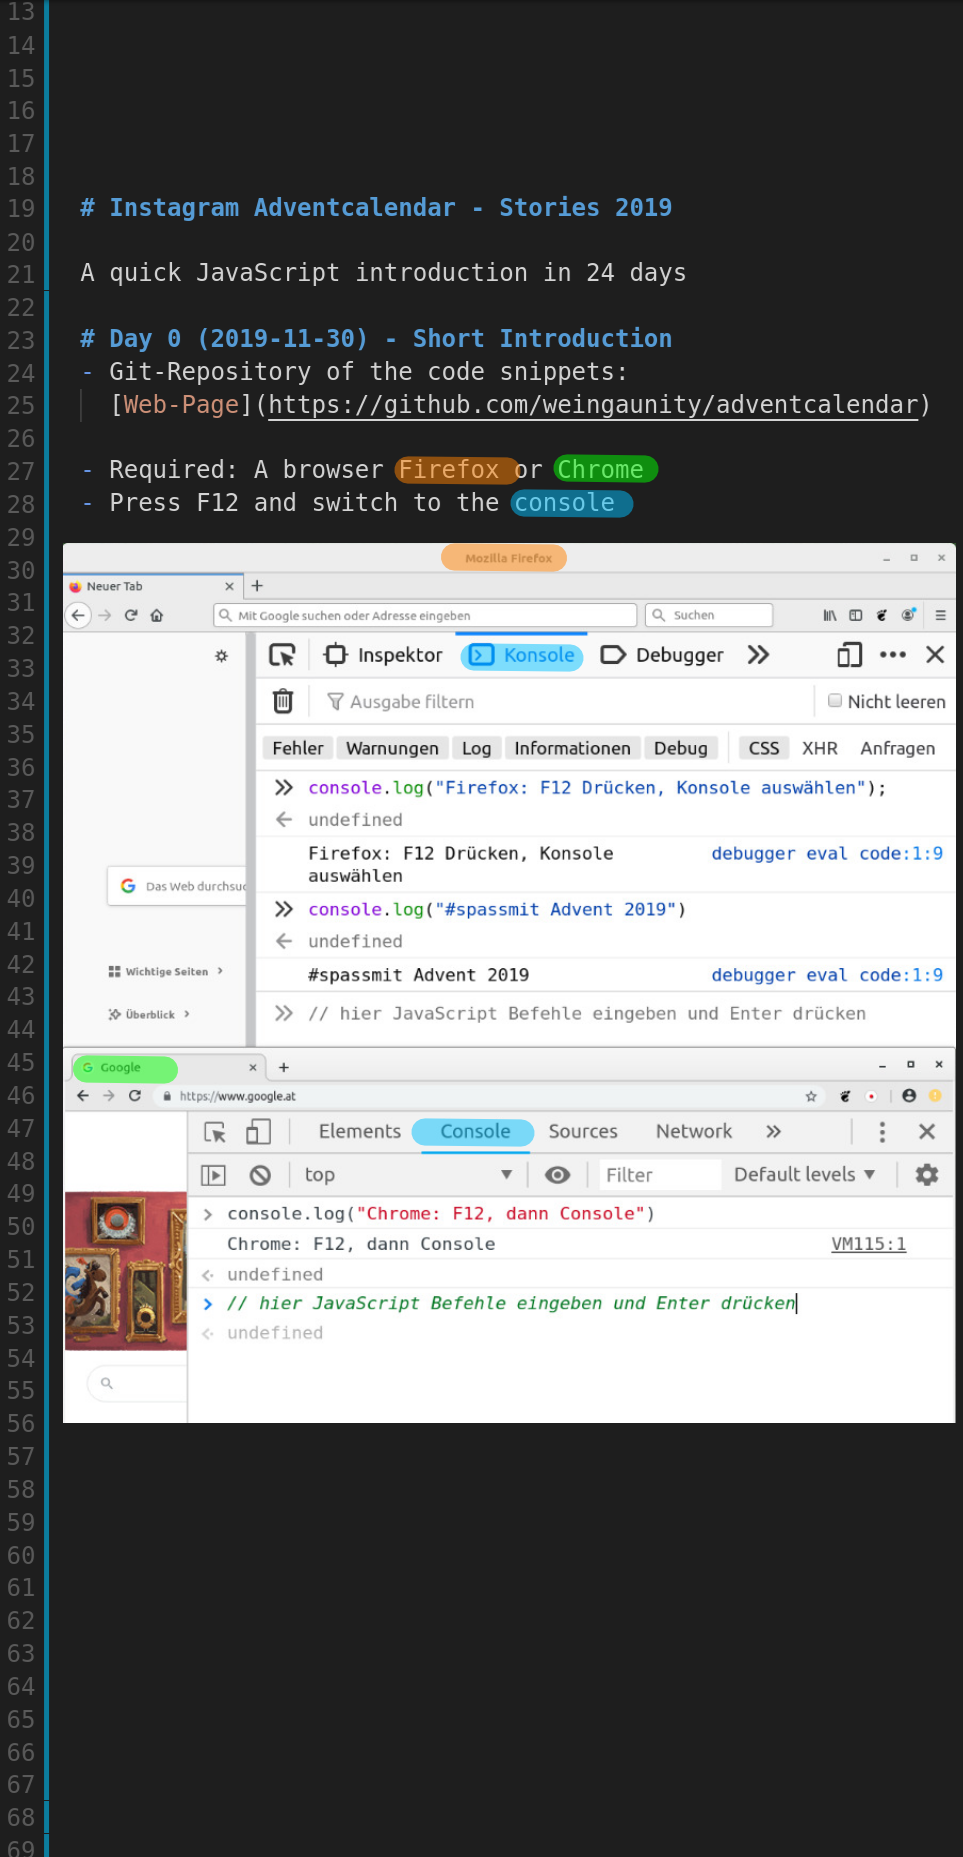 13
14
15
16
17
18
19 # Instagram Adventcalendar - Stories 2019
20
21 A quick JavaScript introduction in 24 days
22
23 # Day 0 (2019-11-30) - Short Introduction
24 - Git-Repository of the code snippets:
25 [Web-Page](https://github.com/weingaunity/adventcalendar)
26
27 - Required: A browser Firefox or Chrome
28 - Press F12 and switch to the console
29
30 Mozilla Firefox
31 Neuer Tab
32 Mit Google suchen oder Adresse eingeben Suchen
33 Inspektor Konsole Debugger
34 Ausgabe filtern Nicht leeren
35
36 Fehler Warnungen Log Informationen Debug CSS XHR Anfragen
37 console.log("Firefox: F12 Drücken, Konsole auswählen");
38 undefined
39 Firefox: F12 Drücken, Konsole debugger eval code:1:9
auswählen
40 Das Web durchsuc
41 console.log("#spassmit Advent 2019")
undefined
42 Wichtige Seiten #spassmit Advent 2019 debugger eval code:1:9
43
44 Überblick // hier JavaScript Befehle eingeben und Enter drücken
45 Google
46 https://www.google.at
47 Elements Console Sources Network
48 top Filter Default levels
49
50 console.log("Chrome: F12, dann Console")
51 Chrome: F12, dann Console VM115:1
52 undefined
53 // hier JavaScript Befehle eingeben und Enter drücken
54 undefined
55
56
57
58
59
60
61
62
63
64
65
66
67
68
69